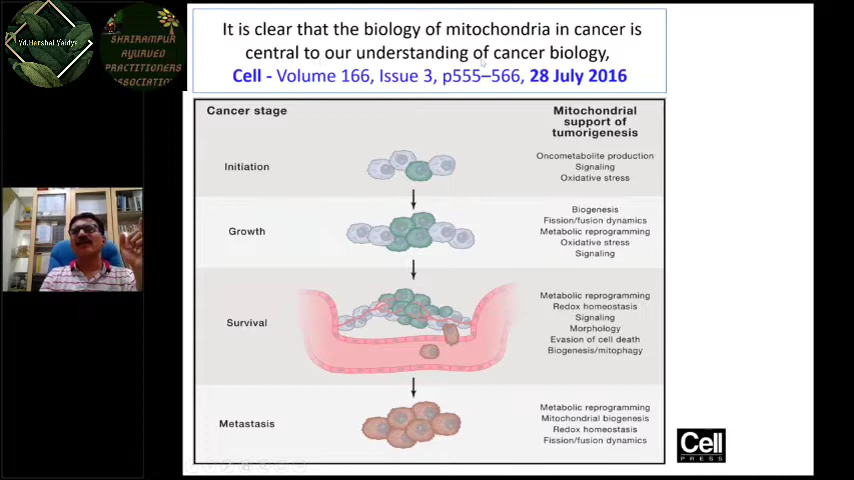 Yd.Harshal Vaidya
SHRIRAMPUR
AYURVED
PRACTITIONERS
ASSOCIATION
It is clear that the biology of mitochondria in cancer is
central to our understanding of cancer biology,
Cell - Volume 166, Issue 3, p555–566, 28 July 2016
Cancer stage
Mitochondrial
support of
tumorigenesis
Initiation
Oncometabolite production
Signaling
Oxidative stress
Growth
Biogenesis
Fission/fusion dynamics
Metabolic reprogramming
Oxidative stress
Signaling
Survival
Metabolic reprogramming
Redox homeostasis
Signaling
Morphology
Evasion of cell death
Biogenesis/mitophagy
Metastasis
Metabolic reprogramming
Mitochondrial biogenesis
Redox homeostasis
Fission/fusion dynamics
Cell
PRESS